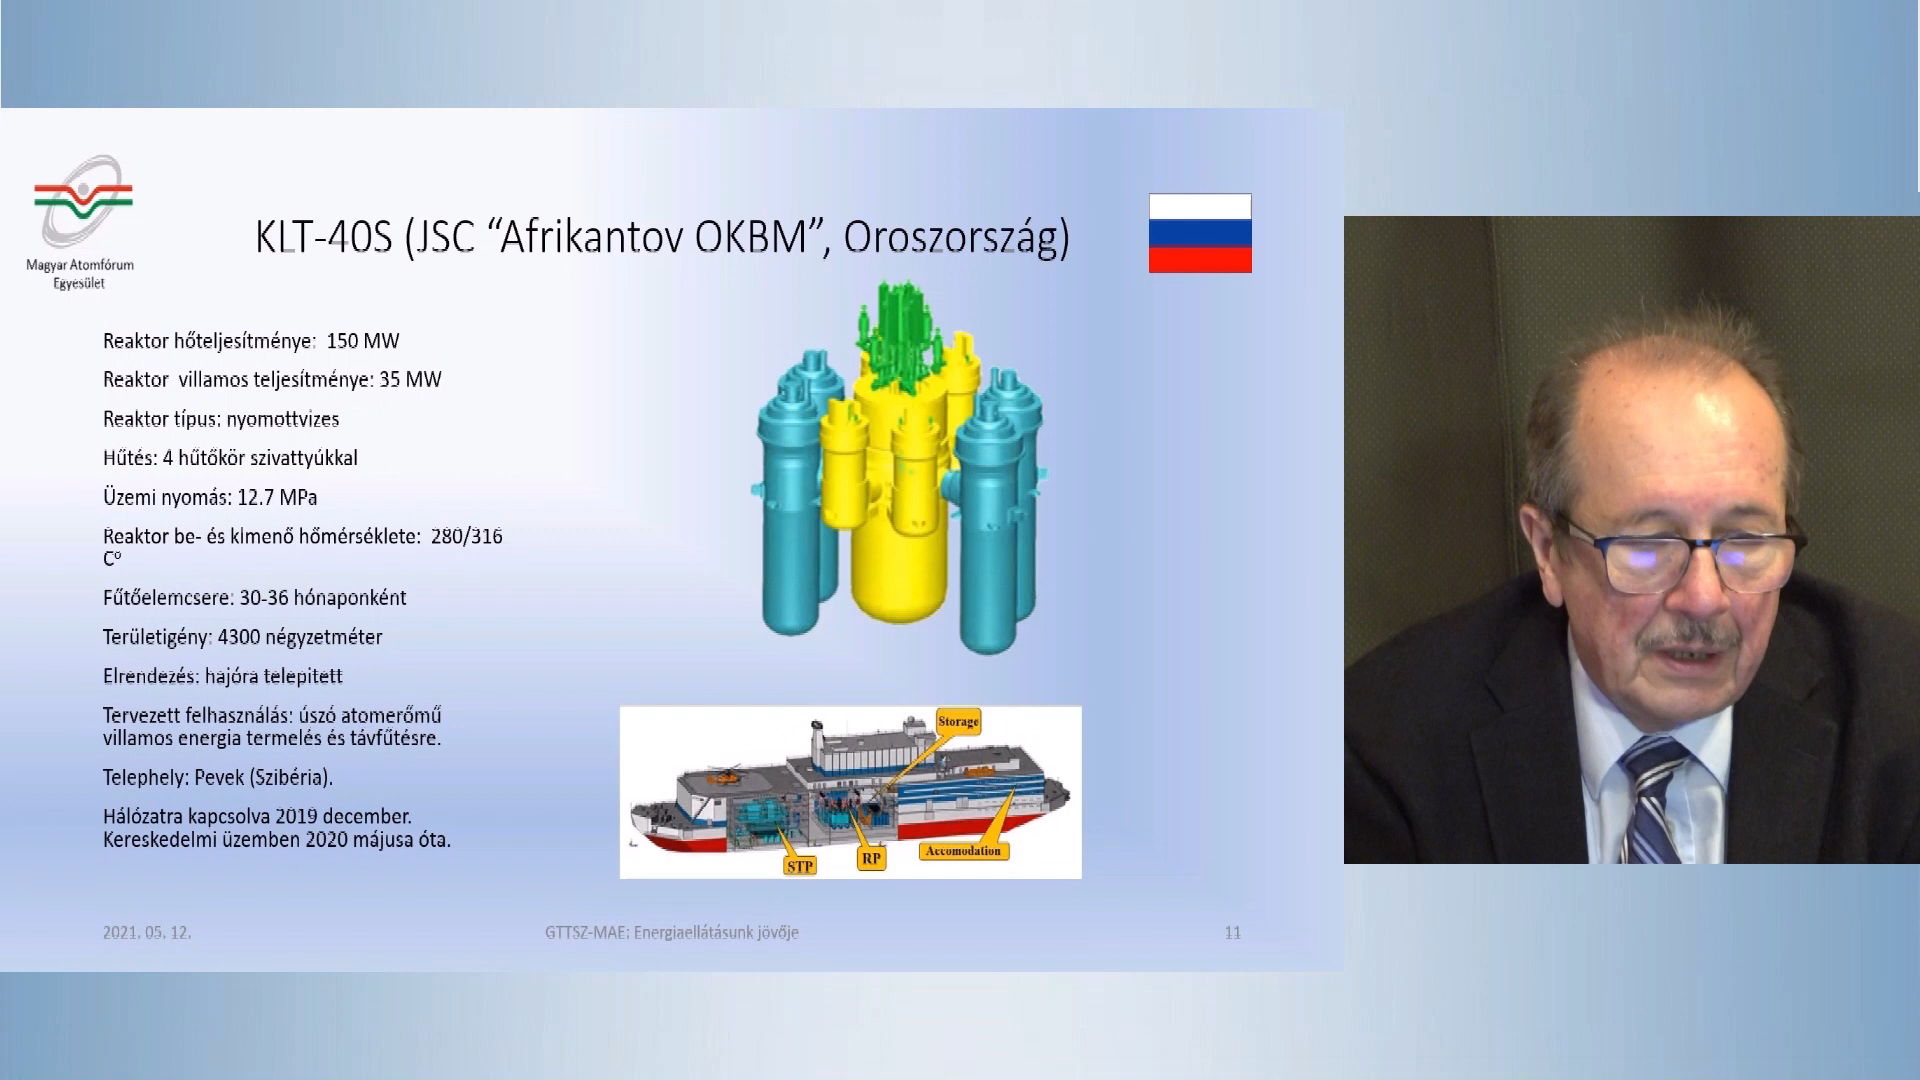 Magyar Atomfórum
Egyesület
KLT-40S (JSC “Afrikantov OKBM”, Oroszország)
Reaktor hőteljesítménye: 150 MW
Reaktor villamos teljesítménye: 35 MW
Reaktor típus: nyomottvizes
Hűtés: 4 hűtőkör szivattyúkkal
Üzemi nyomás: 12.7 MPa
Reaktor be- és kimenő hőmérséklete: 280/316
Cº
Fűtőelemcsere: 30-36 hónaponként
Területigény: 4300 négyzetméter
Elrendezés: hajóra telepitett
Tervezett felhasználás: úszó atomerőmű
villamos energia termelés és távfűtésre.
Telephely: Pevek (Szibéria).
Hálózatra kapcsolva 2019 december.
Kereskedelmi üzemben 2020 májusa óta.
Storage
STP
RP
Accomodation
2021. 05. 12.
GTTSZ-MAE: Energiaellátásunk jövője
11